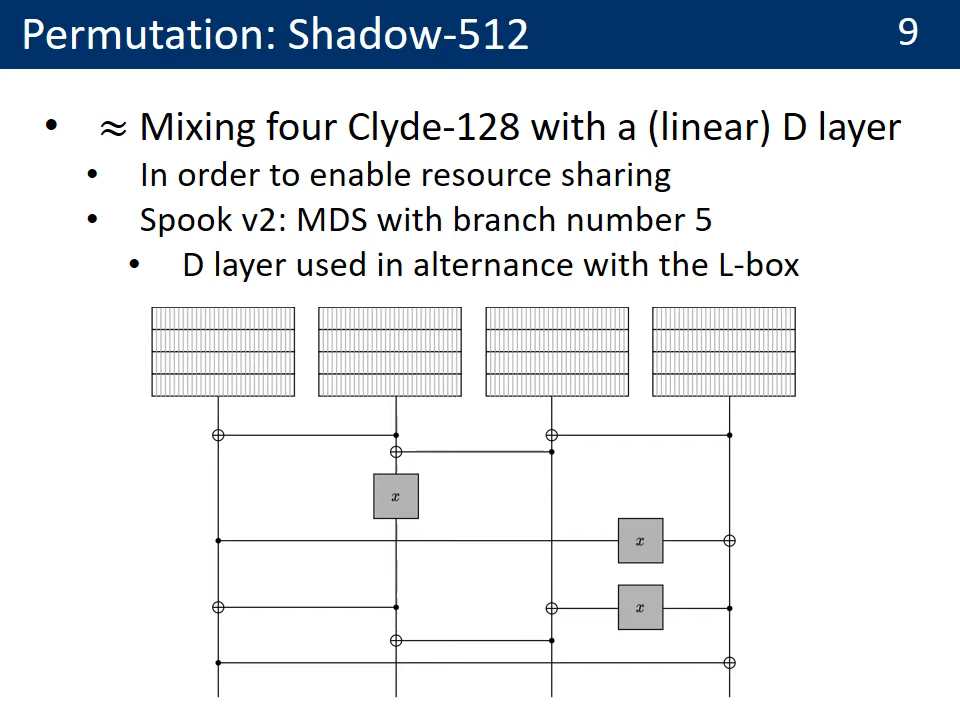 Permutation: Shadow-512
9
• ≈ Mixing four Clyde-128 with a (linear) D layer
• In order to enable resource sharing
• Spook v2: MDS with branch number 5
• D layer used in alternance with the L-box
x
x
x